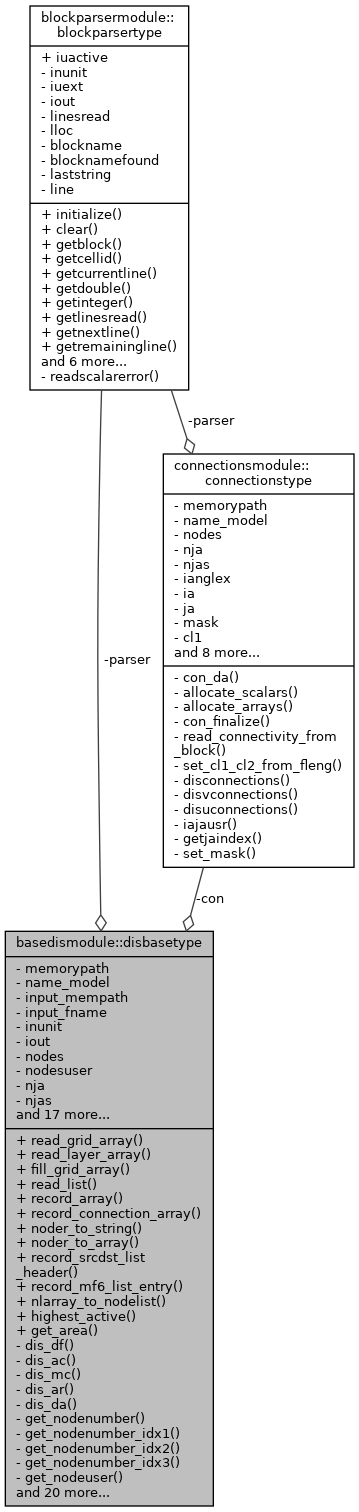 blockparsermodule::
blockparsertype
+ iuactive
- inunit
- iuext
- iout
- linesread
- lloc
- blockname
- blocknamefound
- laststring
- line
+ initialize()
+ clear()
+ getblock()
+ getcellid()
+ getcurrentline()
+ getdouble()
+ getinteger()
+ getlinesread()
+ getnextline()
+ getremainingline()
and 6 more...
- readscalarerror()
-parser
connectionsmodule::
connectionstype
- memorypath
- name_model
- nodes
- nja
- njas
- ianglex
- ia
- ja
- mask
- cl1
and 8 more...
- con_da()
- allocate_scalars()
- allocate_arrays()
- con_finalize()
- read_connectivity_from
_block()
- set_cl1_cl2_from_fleng()
- disconnections()
- disvconnections()
- disuconnections()
- iajausr()
- getjaindex()
- set_mask()
-parser
-con
basedismodule::disbasetype
- memorypath
- name_model
- input_mempath
- input_fname
- inunit
- iout
- nodes
- nodesuser
- nja
- njas
and 17 more...
+ read_grid_array()
+ read_layer_array()
+ fill_grid_array()
+ read_list()
+ record_array()
+ record_connection_array()
+ noder_to_string()
+ noder_to_array()
+ record_srcdst_list
_header()
+ record_mf6_list_entry()
+ nlarray_to_nodelist()
+ highest_active()
+ get_area()
- dis_df()
- dis_ac()
- dis_mc()
- dis_ar()
- dis_da()
- get_nodenumber()
- get_nodenumber_idx1()
- get_nodenumber_idx2()
- get_nodenumber_idx3()
- get_nodeuser()
and 20 more...